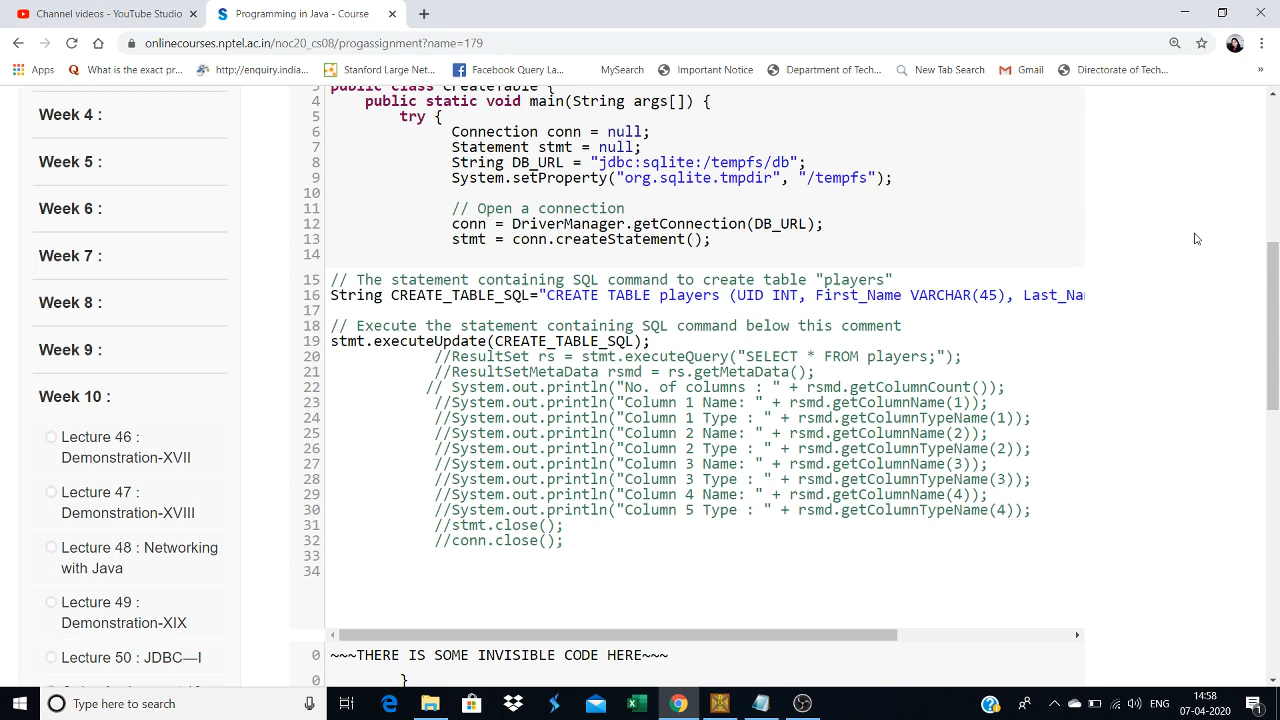 Channel videos - YouTube Studio
Programming in Java - Course
onlinecourses.nptel.ac.in/noc20_cs08/progassignment?name=179
Apps What is the exact pr... http://enquiry.india... Stanford Large Net... Facebook Query La... MySearch Important Notice Department of Tech... New Tab Search Gmail Directorate of Tech... »
Week 4 :
Week 5 :
Week 6 :
Week 7 :
Week 8 :
Week 9 :
Week 10 :
Lecture 46 :
Demonstration-XVII
Lecture 47 :
Demonstration-XVIII
Lecture 48 : Networking
with Java
Lecture 49 :
Demonstration-XIX
Lecture 50 : JDBC—I
3 public class CreateTable {
4 public static void main(String args[]) {
5 try {
6 Connection conn = null;
7 Statement stmt = null;
8 String DB_URL = "jdbc:sqlite:/tempfs/db";
9 System.setProperty("org.sqlite.tmpdir", "/tempfs");
10
11 // Open a connection
12 conn = DriverManager.getConnection(DB_URL);
13 stmt = conn.createStatement();
14
15 // The statement containing SQL command to create table "players"
16 String CREATE_TABLE_SQL="CREATE TABLE players (UID INT, First_Name VARCHAR(45), Last_Na
17
18 // Execute the statement containing SQL command below this comment
19 stmt.executeUpdate(CREATE_TABLE_SQL);
20 //ResultSet rs = stmt.executeQuery("SELECT * FROM players;");
21 //ResultSetMetaData rsmd = rs.getMetaData();
22 // System.out.println("No. of columns : " + rsmd.getColumnCount());
23 //System.out.println("Column 1 Name: " + rsmd.getColumnName(1));
24 //System.out.println("Column 1 Type : " + rsmd.getColumnTypeName(1));
25 //System.out.println("Column 2 Name: " + rsmd.getColumnName(2));
26 //System.out.println("Column 2 Type : " + rsmd.getColumnTypeName(2));
27 //System.out.println("Column 3 Name: " + rsmd.getColumnName(3));
28 //System.out.println("Column 3 Type : " + rsmd.getColumnTypeName(3));
29 //System.out.println("Column 4 Name: " + rsmd.getColumnName(4));
30 //System.out.println("Column 5 Type : " + rsmd.getColumnTypeName(4));
31 //stmt.close();
32 //conn.close();
33
34
0 ~~~THERE IS SOME INVISIBLE CODE HERE~~~
0 }
Type here to search
ENG
14:58
07-04-2020